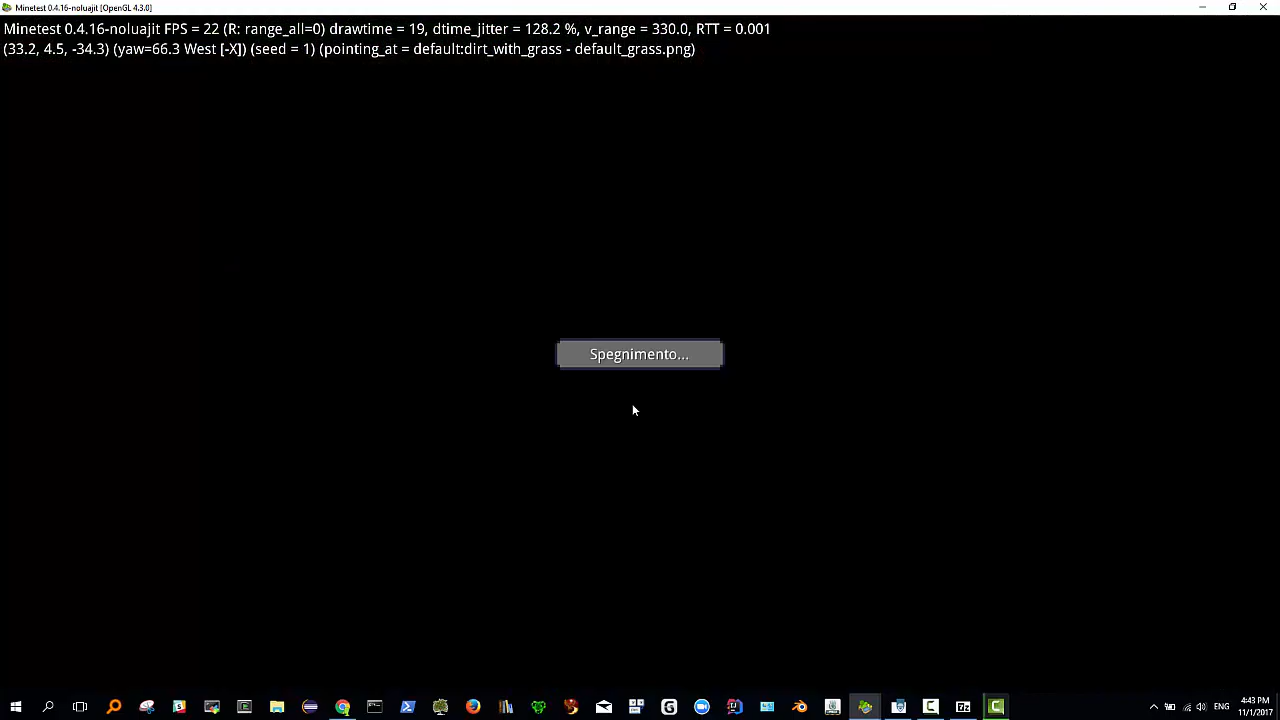 Minetest 0.4.16-noluajit [OpenGL 4.3.0]
Minetest 0.4.16-noluajit FPS = 22 (R: range_all=0) drawtime = 19, dtime_jitter = 128.2 %, v_range = 330.0, RTT = 0.001
(33.2, 4.5, -34.3) (yaw=66.3 West [-X]) (seed = 1) (pointing_at = default:dirt_with_grass - default_grass.png)
Spegnimento...
ENG
4:43 PM
11/1/2017